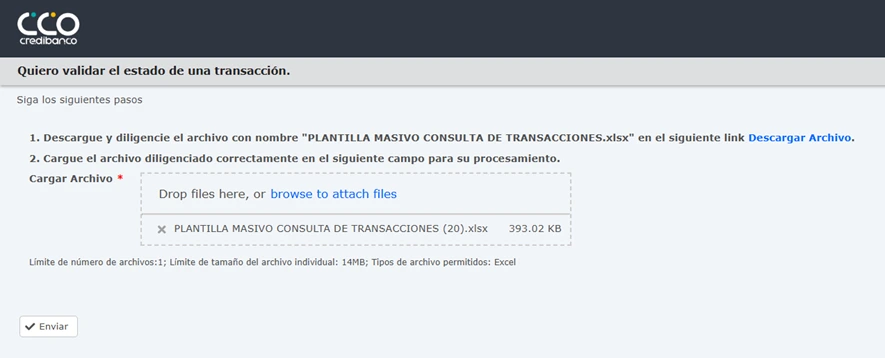 CCO
credibanco
Quiero validar el estado de una transacción.
Siga los siguientes pasos
1. Descargue y diligencie el archivo con nombre "PLANTILLA MASIVO CONSULTA DE TRANSACCIONES.xlsx" en el siguiente link Descargar Archivo.
2. Cargue el archivo diligenciado correctamente en el siguiente campo para su procesamiento.
Cargar Archivo *
Drop files here, or browse to attach files
PLANTILLA MASIVO CONSULTA DE TRANSACCIONES (20).xlsx 393.02 KB
Límite de número de archivos:1; Límite de tamaño del archivo individual: 14MB; Tipos de archivo permitidos: Excel
Enviar